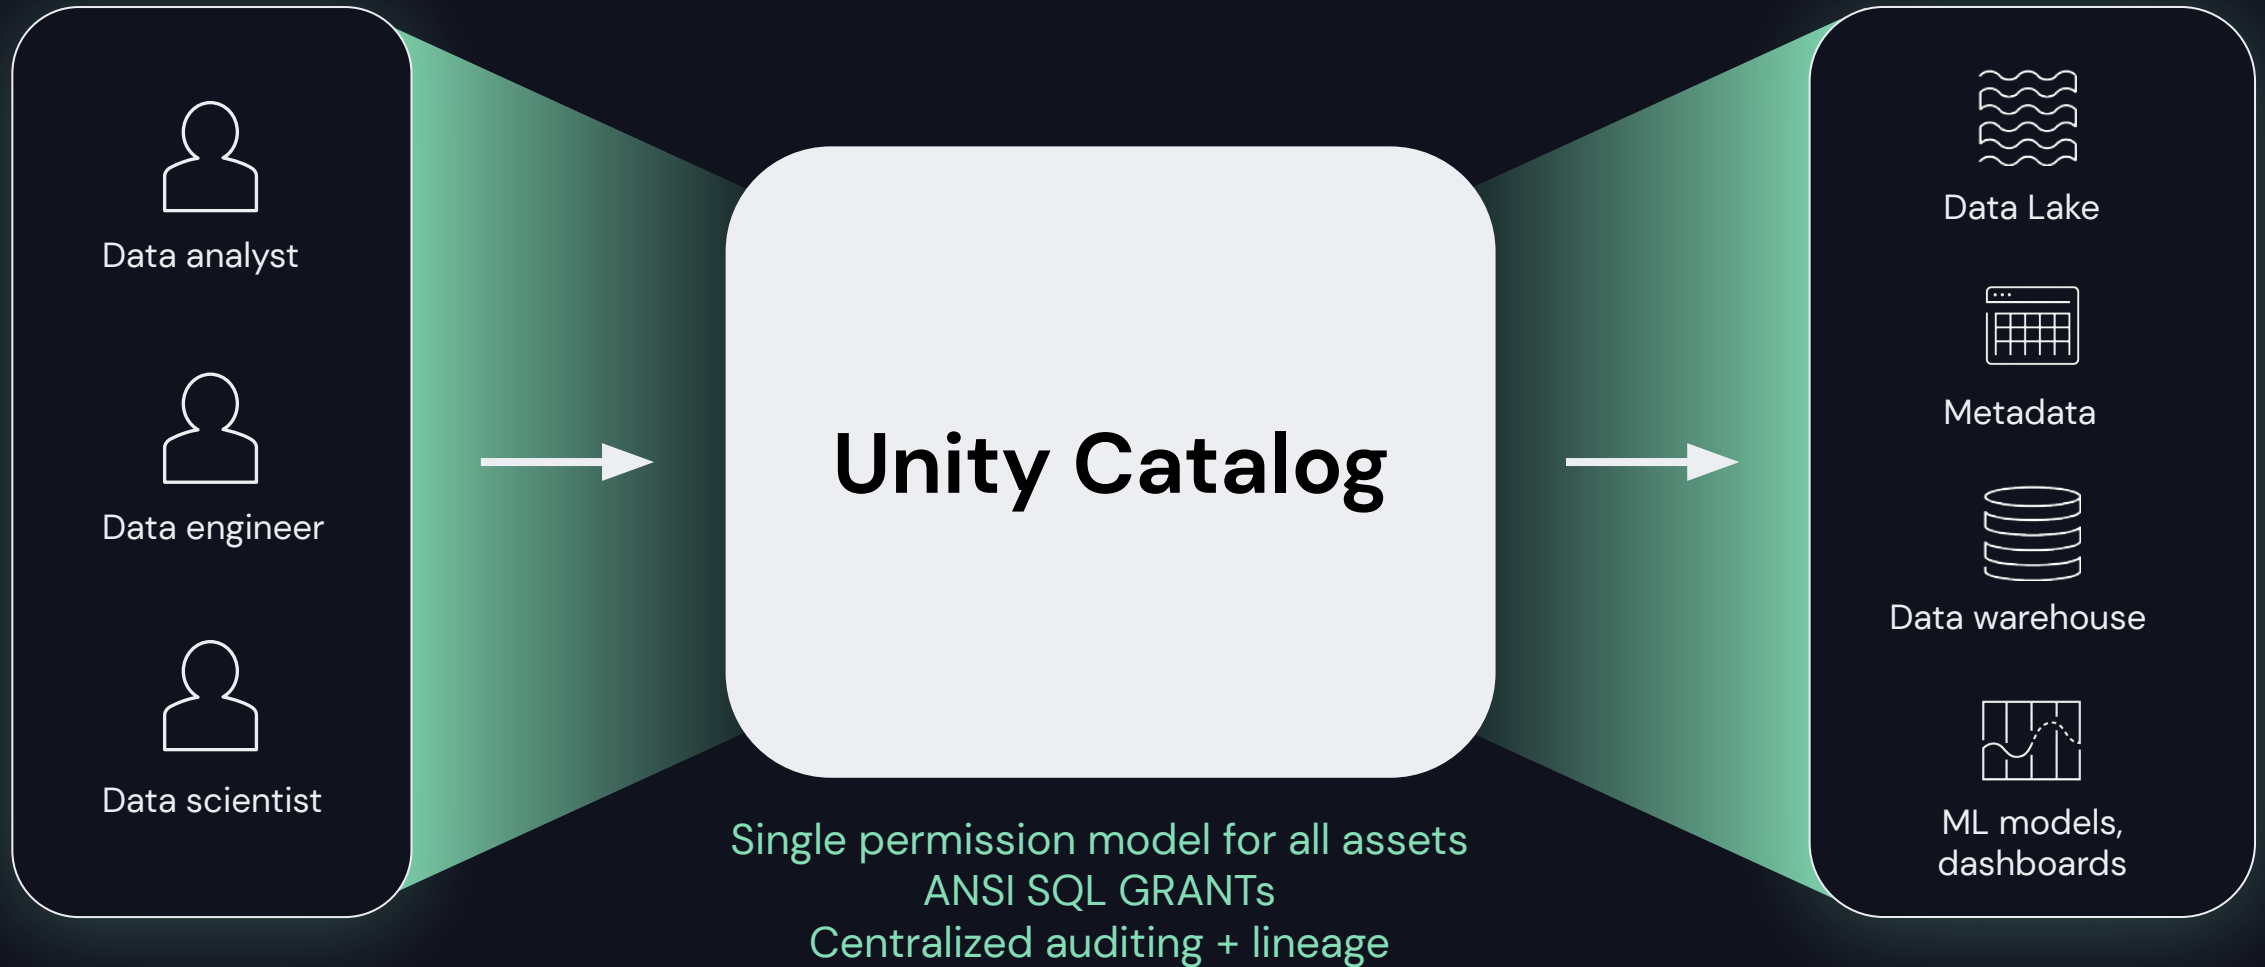 Data analyst
Data engineer
Data scientist
Unity Catalog
Single permission model for all assets
ANSI SQL GRANTs
Centralized auditing + lineage
Data Lake
Metadata
Data warehouse
ML models,
dashboards